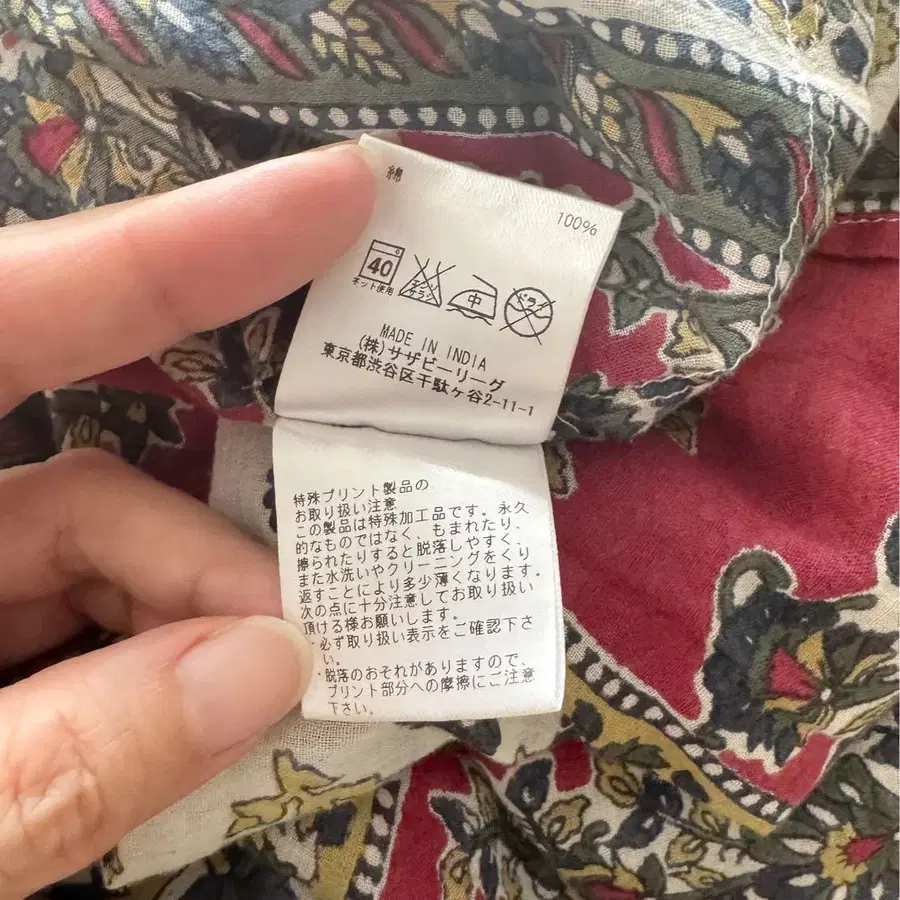 綿
100%
40
ネット使用
エンソ
サラシ
中
ドライ
MADE IN INDIA
(株)サザビーリーグ
東京都渋谷区千駄ヶ谷2-11-1
特殊プリント製品の
お取り扱い注意
この製品は特殊加工品です。永久
的なものではなく、もまれたり、
擦られたりすると脱落しやすく、
また水洗いやクリーニングをくり
返すことにより多少薄くなります。
次の点に十分注意してお取り扱い
頂ける様お願いします。
・必ず取り扱い表示をご確認下さ
い。
・脱落のおそれがありますので、
プリント部分への摩擦にご注意
下さい。